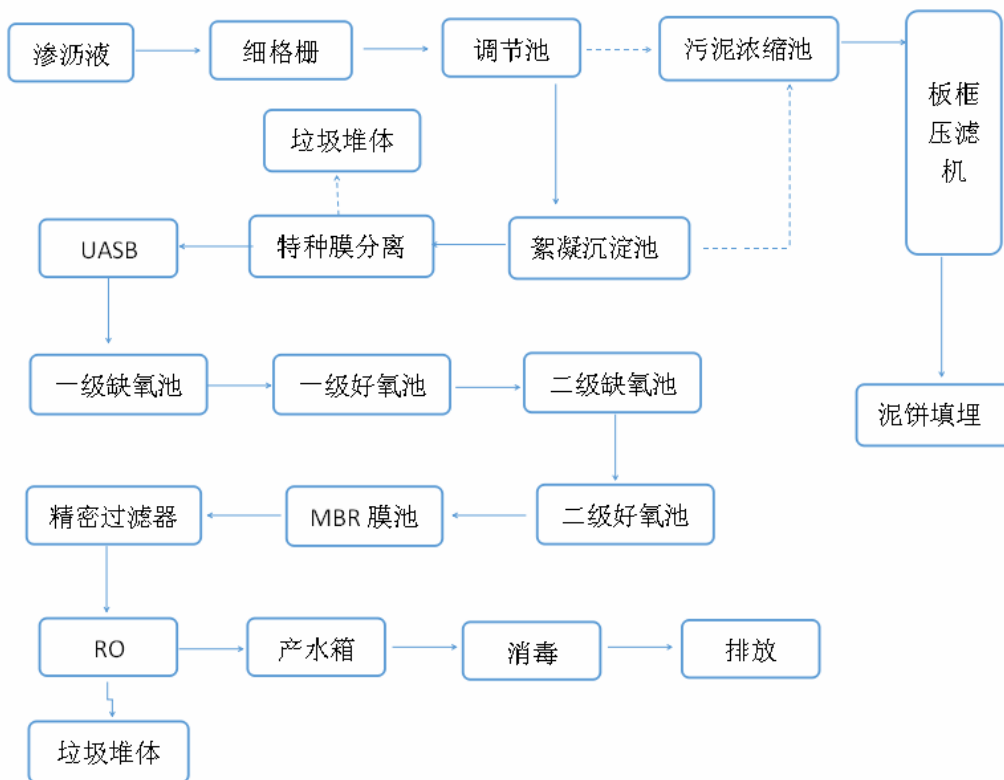 渗沥液
细格栅
调节池
污泥浓缩池
板框
压滤
机
垃圾堆体
UASB
特种膜分离
絮凝沉淀池
一级缺氧池
一级好氧池
二级缺氧池
泥饼填埋
精密过滤器
MBR 膜池
二级好氧池
RO
产水箱
消毒
排放
垃圾堆体